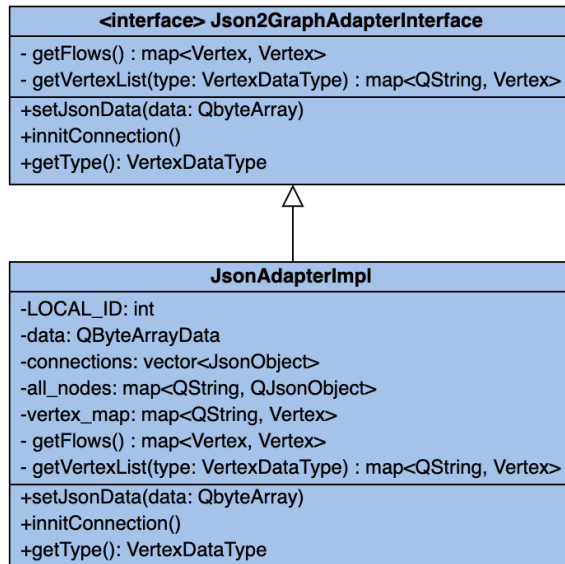 <interface> Json2GraphAdapterInterface
- getFlows() : map<Vertex, Vertex>
- getVertexList(type: VertexDataType) : map<QString, Vertex>
+setJsonData(data: QbyteArray)
+innitConnection()
+getType(): VertexDataType
JsonAdapterImpl
-LOCAL_ID: int
-data: QByteArrayData
-connections: vector<JsonObject>
-all_nodes: map<QString, QJsonObject>
-vertex_map: map<QString, Vertex>
- getFlows() : map<Vertex, Vertex>
- getVertexList(type: VertexDataType) : map<QString, Vertex>
+setJsonData(data: QbyteArray)
+innitConnection()
+getType(): VertexDataType